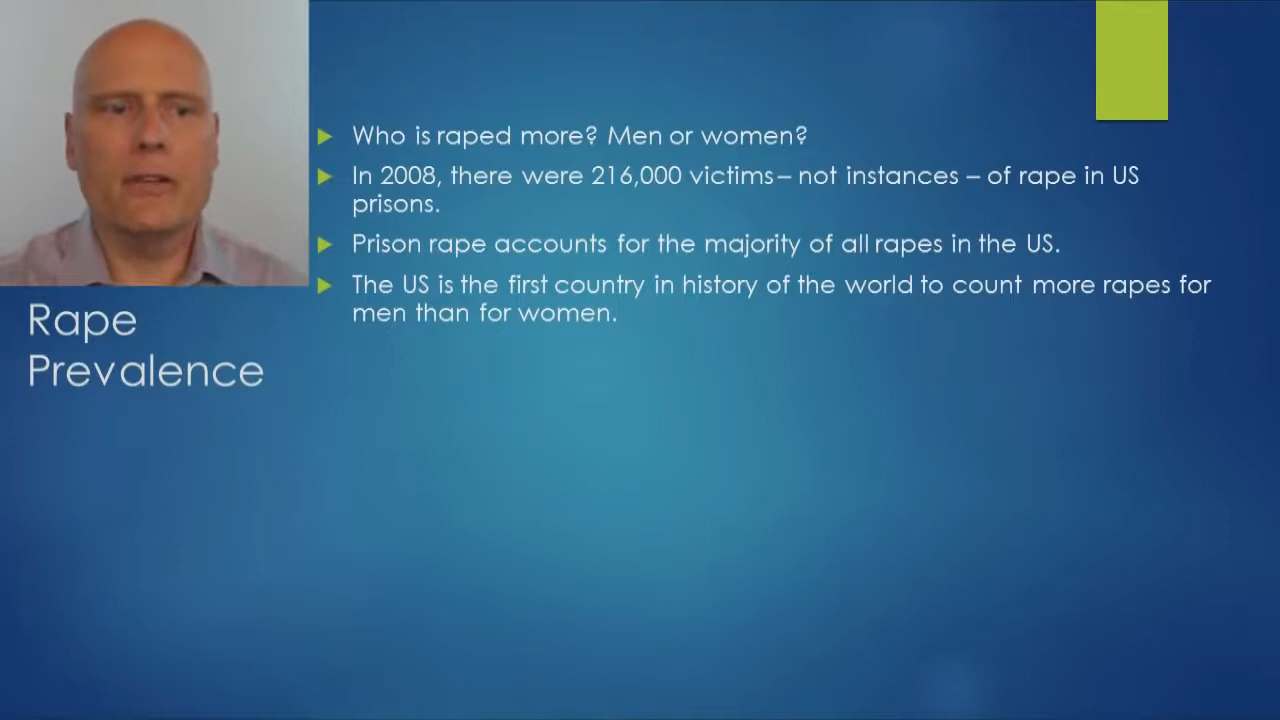 Who is raped more? Men or women?
In 2008, there were 216,000 victims – not instances – of rape in US
prisons.
Prison rape accounts for the majority of all rapes in the US.
The US is the first country in history of the world to count more rapes for
men than for women.
Rape
Prevalence